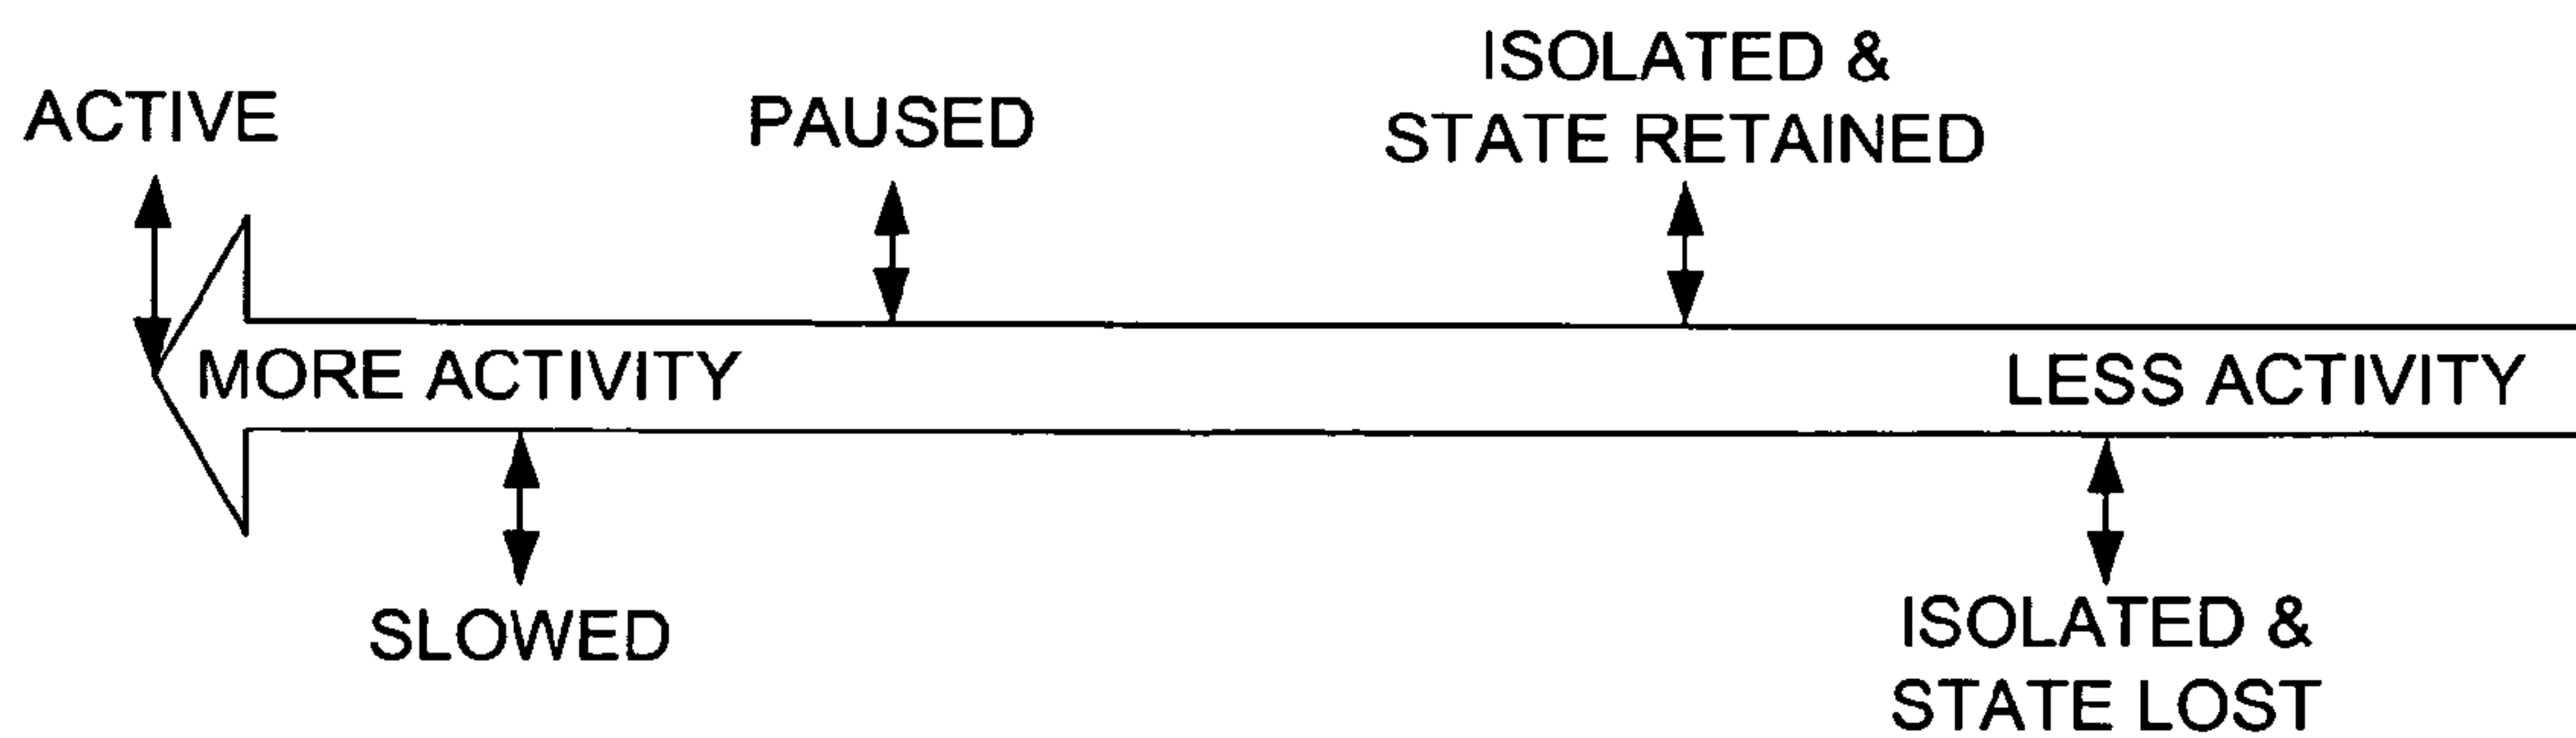 ACTIVE
PAUSED
ISOLATED &
STATE RETAINED
MORE ACTIVITY
LESS ACTIVITY
SLOWED
ISOLATED &
STATE LOST